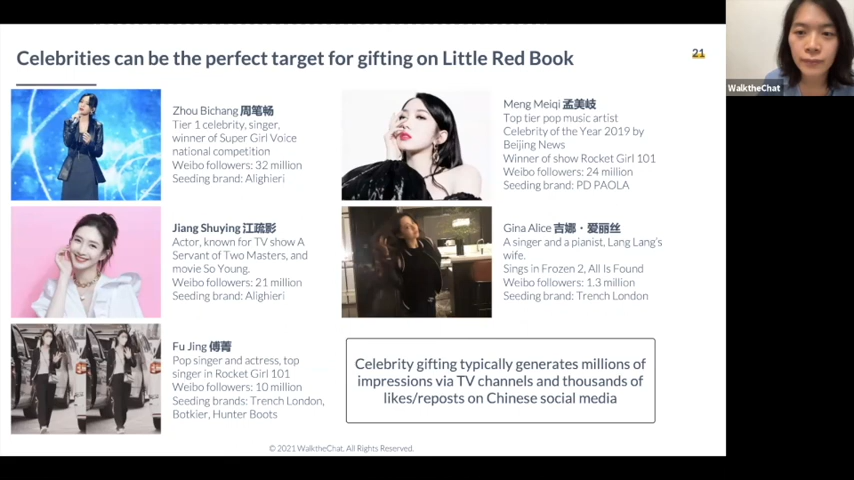 Celebrities can be the perfect target for gifting on Little Red Book
21
WalktheChat
Zhou Bichang 周笔畅
Tier 1 celebrity, singer,
winner of Super Girl Voice
national competition
Weibo followers: 32 million
Seeding brand: Alighieri
Meng Meiqi 孟美岐
Top tier pop music artist
Celebrity of the Year 2019 by
Beijing News
Winner of show Rocket Girl 101
Weibo followers: 24 million
Seeding brand: PD PAOLA
Jiang Shuying 江疏影
Actor, known for TV show A
Servant of Two Masters, and
movie So Young.
Weibo followers: 21 million
Seeding brand: Alighieri
Gina Alice 吉娜·爱丽丝
A singer and a pianist, Lang Lang's
wife.
Sings in Frozen 2, All Is Found
Weibo followers: 1.3 million
Seeding brand: Trench London
Fu Jing 傅菁
Pop singer and actress, top
singer in Rocket Girl 101
Weibo followers: 10 million
Seeding brands: Trench London,
Botkier, Hunter Boots
Celebrity gifting typically generates millions of
impressions via TV channels and thousands of
likes/reposts on Chinese social media
© 2021 WalktheChat. All Rights Reserved.